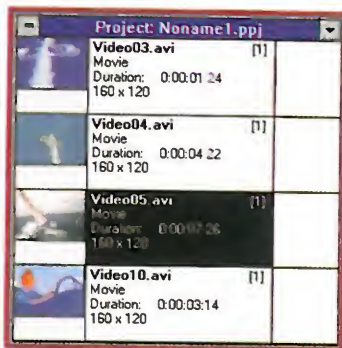 Project: Noname1.ppj
Video03.avi [1]
Movie
Duration: 0:00:01:24
160 x 120
Video04.avi [1]
Movie
Duration: 0:00:04:22
160 x 120
Video05.avi [1]
Movie
Duration: 0:00:07:26
160 x 120
Video10.avi [1]
Movie
Duration: 0:00:03:14
160 x 120